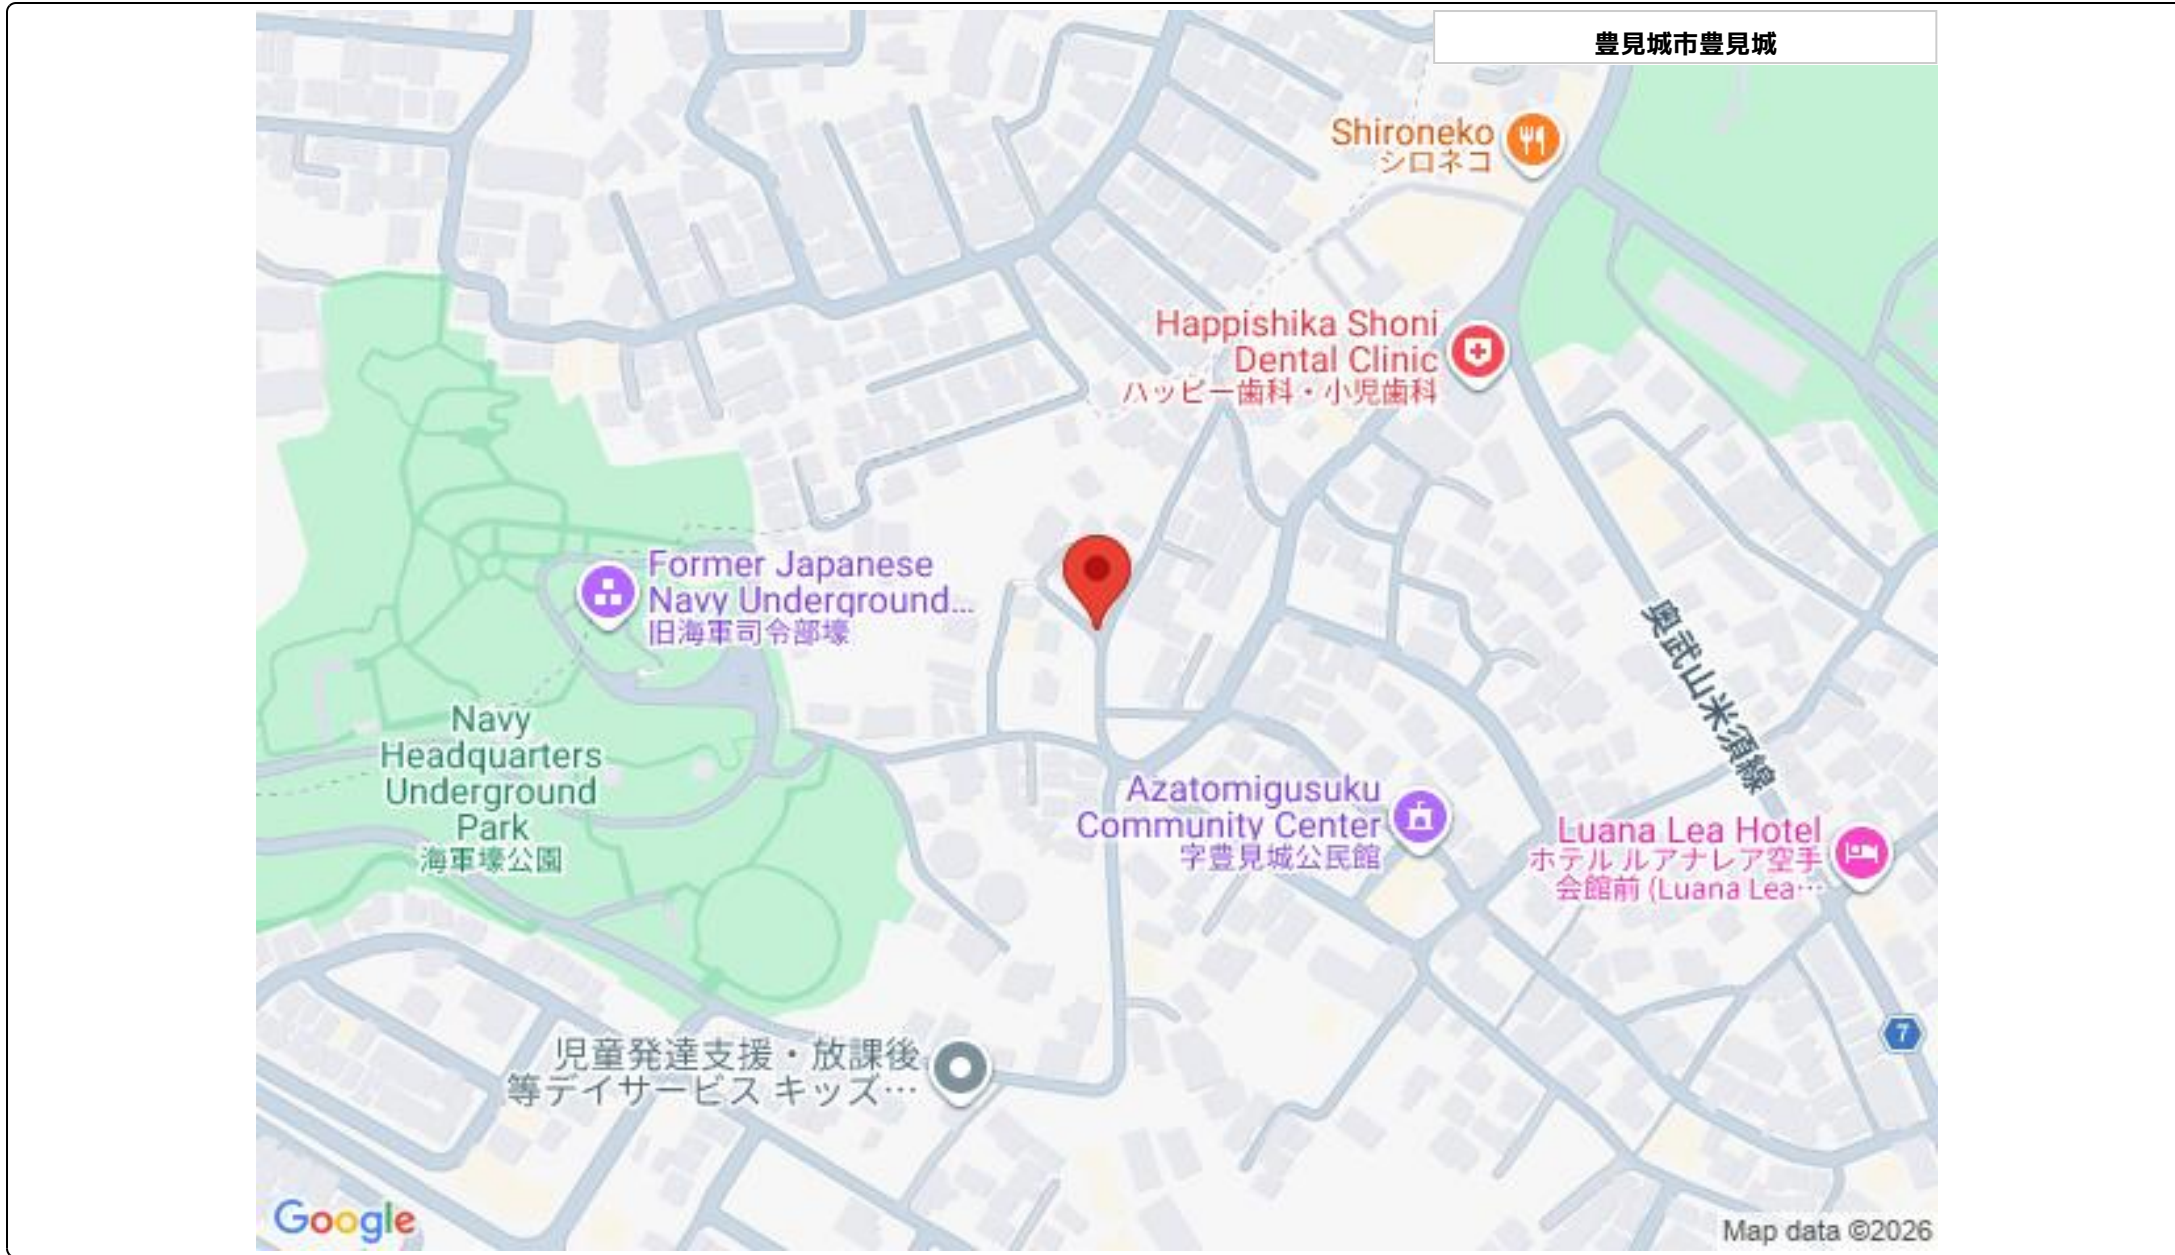 豊見城市豊見城
Shironeko
シロネコ
Happishika Shoni
Dental Clinic
ハッピー歯科・小児歯科
Former Japanese
Navy Underground...
旧海軍司令部壕
奥武山米須線
Navy
Headquarters
Underground
Park
海軍壕公園
Azatomigusuku
Community Center
字豊見城公民館
Luana Lea Hotel
ホテル ルアナレア空手
会館前 (Luana Lea…
7
児童発達支援・放課後
等デイサービス キッズ…
Google
Map data ©2026